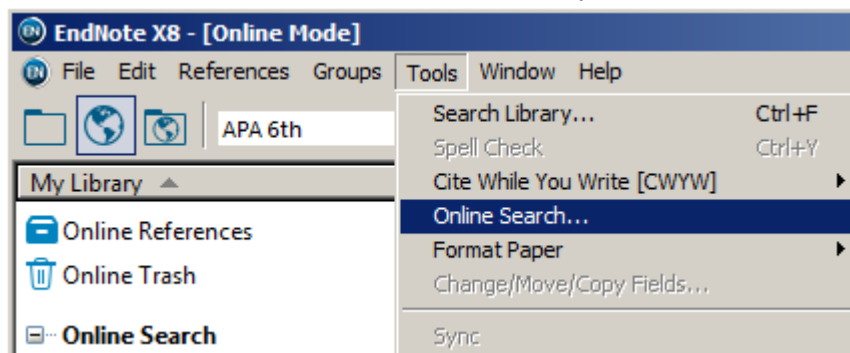 EndNote X8 - [Online Mode]
File Edit References Groups Tools Window Help
APA 6th
Search Library... Ctrl+F
Spell Check Ctrl+Y
My Library
Cite While You Write [CWYW]
Online References
Online Search...
Format Paper
Online Trash
Change/Move/Copy Fields...
Online Search
Sync